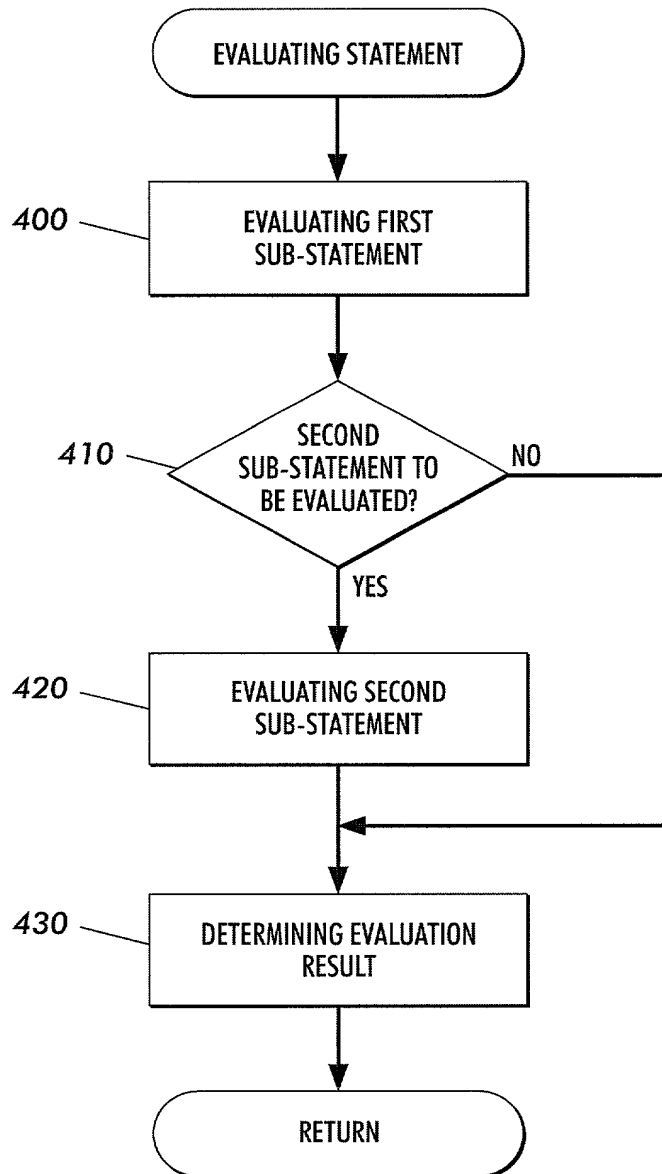 EVALUATING STATEMENT
400
EVALUATING FIRST
SUB-STATEMENT
410
SECOND
SUB-STATEMENT TO
BE EVALUATED?
NO
YES
420
EVALUATING SECOND
SUB-STATEMENT
430
DETERMINING EVALUATION
RESULT
RETURN